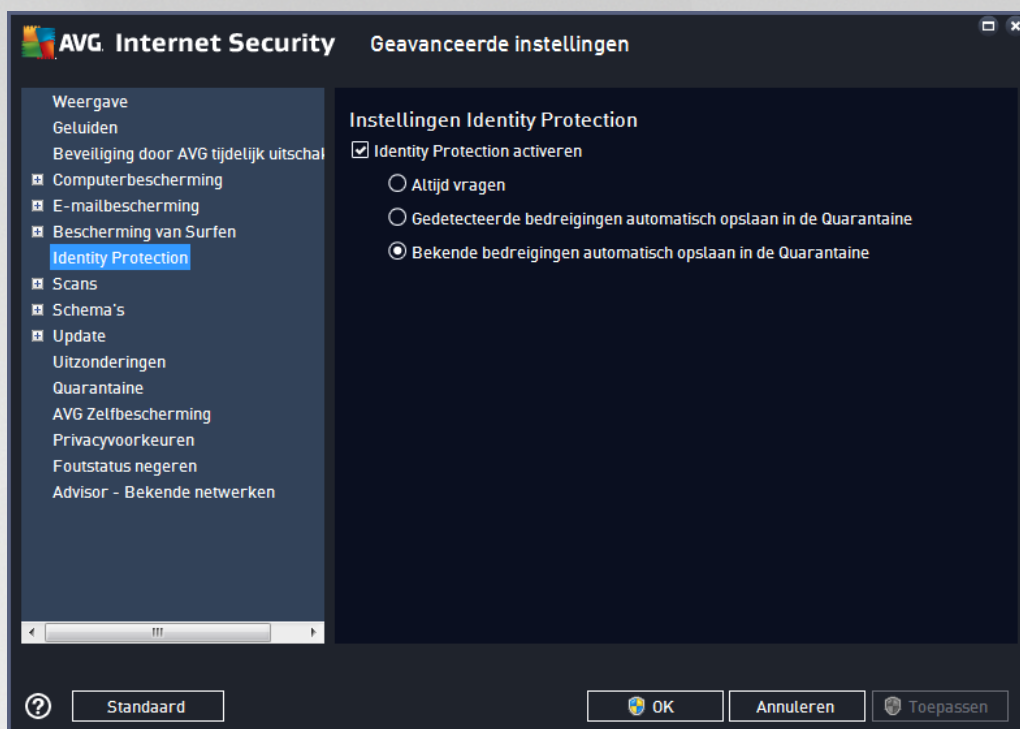 AVG Internet Security Geavanceerde instellingen
Weergave
Geluiden
Beveiliging door AVG tijdelijk uitschak
Computerbescherming
E-mailbescherming
Bescherming van Surfen
Identity Protection
Scans
Schema's
Update
Uitzonderingen
Quarantaine
AVG Zelfbescherming
Privacyvoorkeuren
Foutstatus negeren
Advisor - Bekende netwerken
Instellingen Identity Protection
Identity Protection activeren
Altijd vragen
Gedetecteerde bedreigingen automatisch opslaan in de Quarantaine
Bekende bedreigingen automatisch opslaan in de Quarantaine
Standaard
OK
Annuleren
Toepassen